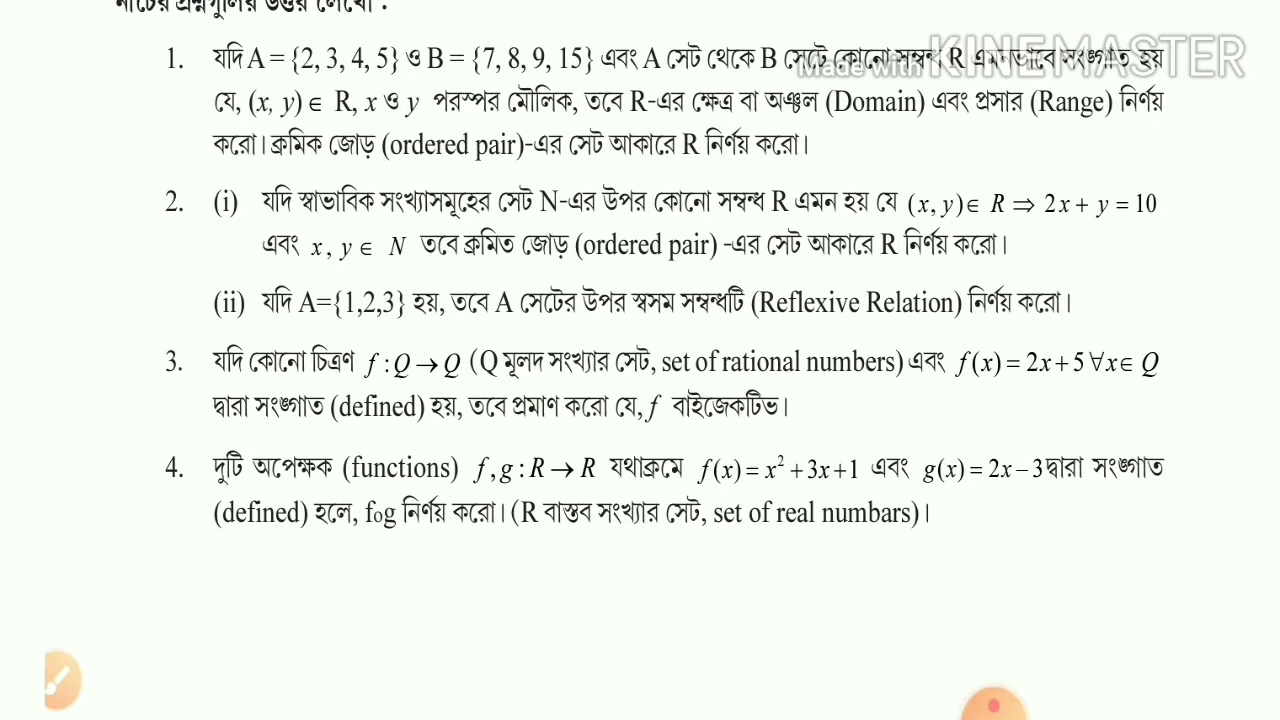 নীচের প্রশ্নগুলির উত্তর লেখো :
Made with KINEMASTER
1. যদি A = {2, 3, 4, 5} ও B = {7, 8, 9, 15} এবং A সেট থেকে B সেটে কোনো সম্বন্ধ R এমনভাবে সংজ্ঞাত হয়
যে, (x, y) ∈ R, x ও y পরস্পর মৌলিক, তবে R-এর ক্ষেত্র বা অঞ্চল (Domain) এবং প্রসার (Range) নির্ণয়
করো। ক্রমিক জোড় (ordered pair)-এর সেট আকারে R নির্ণয় করো।
2. (i) যদি স্বাভাবিক সংখ্যাসমূহের সেট N-এর উপর কোনো সম্বন্ধ R এমন হয় যে (x, y) ∈ R ⇒ 2x + y = 10
এবং x, y ∈ N তবে ক্রমিত জোড় (ordered pair) -এর সেট আকারে R নির্ণয় করো।
(ii) যদি A={1,2,3} হয়, তবে A সেটের উপর স্বসম সম্বন্ধটি (Reflexive Relation) নির্ণয় করো।
3. যদি কোনো চিত্রণ f : Q → Q (Q মূলদ সংখ্যার সেট, set of rational numbers) এবং f(x) = 2x + 5 ∀x ∈ Q
দ্বারা সংজ্ঞাত (defined) হয়, তবে প্রমাণ করো যে, f বাইজেকটিভ।
4. দুটি অপেক্ষক (functions) f, g : R → R যথাক্রমে f(x) = x² + 3x + 1 এবং g(x) = 2x − 3 দ্বারা সংজ্ঞাত
(defined) হলে, fog নির্ণয় করো। (R বাস্তব সংখ্যার সেট, set of real numbars)।